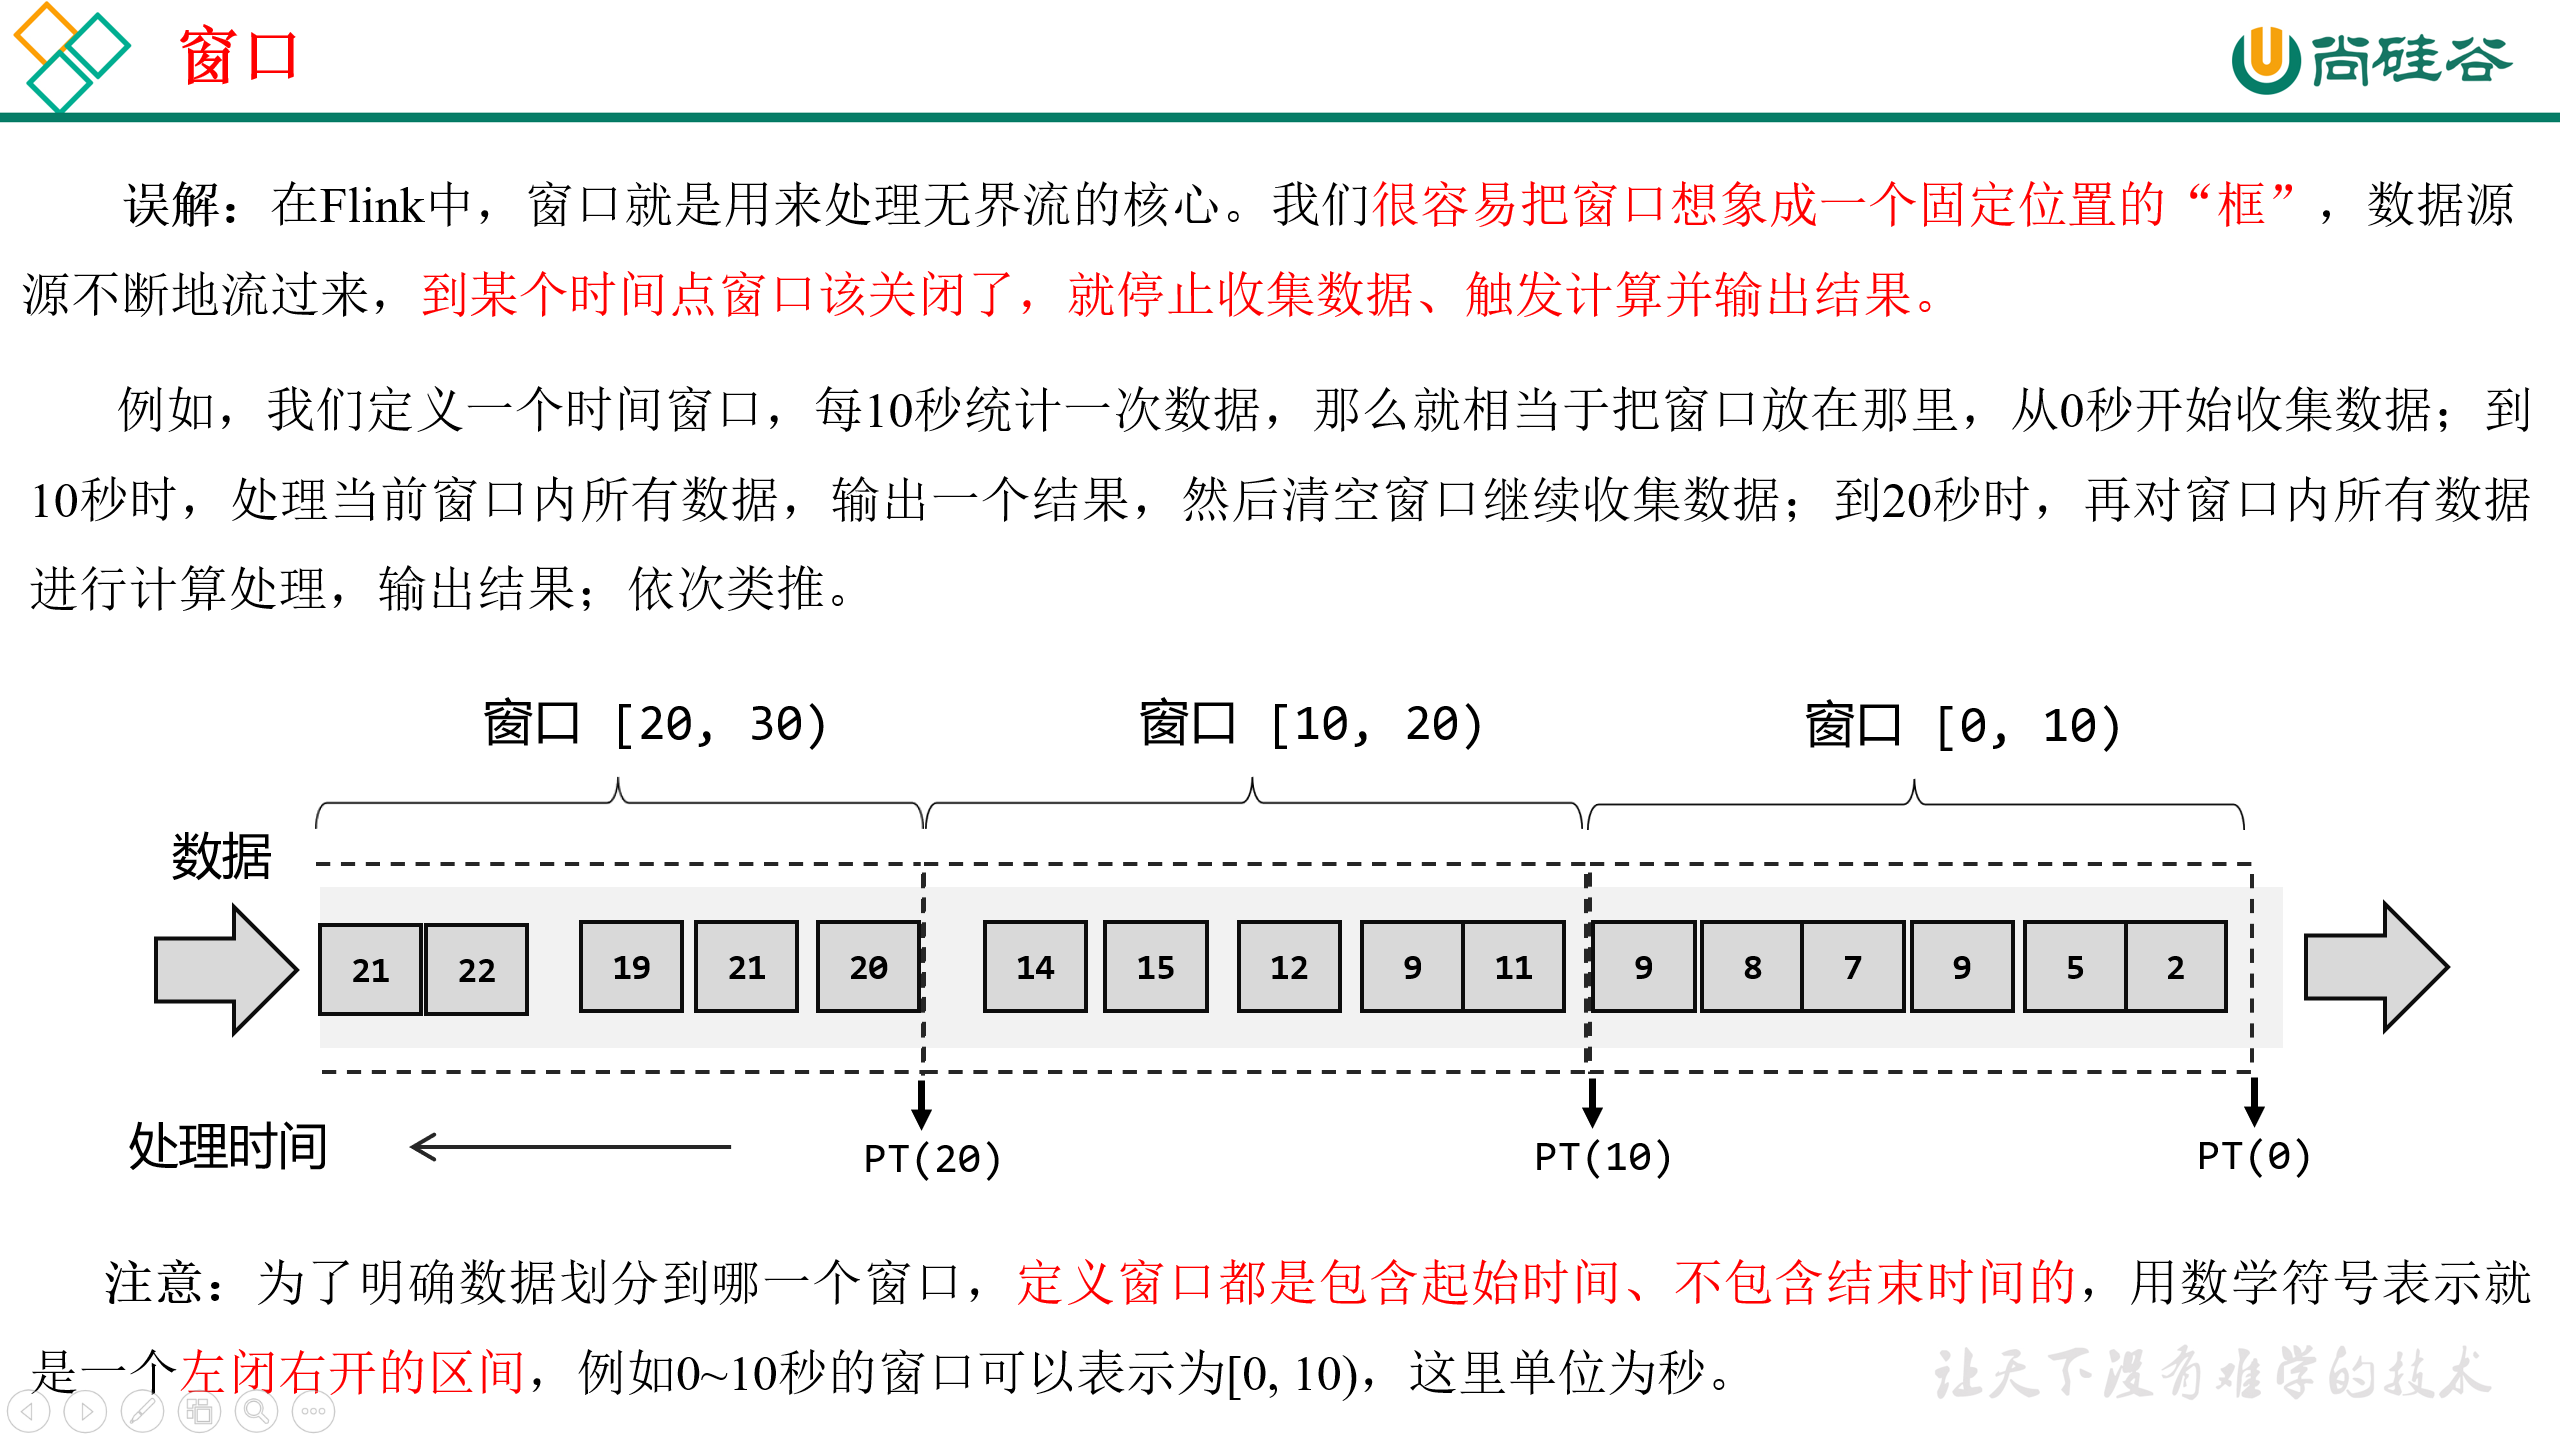 窗口
尚硅谷
误解：在Flink中，窗口就是用来处理无界流的核心。我们很容易把窗口想象成一个固定位置的“框”，数据源
源不断地流过来，到某个时间点窗口该关闭了，就停止收集数据、触发计算并输出结果。
例如，我们定义一个时间窗口，每10秒统计一次数据，那么就相当于把窗口放在那里，从0秒开始收集数据；到
10秒时，处理当前窗口内所有数据，输出一个结果，然后清空窗口继续收集数据；到20秒时，再对窗口内所有数据
进行计算处理，输出结果；依次类推。
窗口 [20, 30) 窗口 [10, 20) 窗口 [0, 10)
数据
21 22 19 21 20 14 15 12 9 11 9 8 7 9 5 2
处理时间 PT(20) PT(10) PT(0)
注意：为了明确数据划分到哪一个窗口，定义窗口都是包含起始时间、不包含结束时间的，用数学符号表示就
是一个左闭右开的区间，例如0~10秒的窗口可以表示为[0, 10)，这里单位为秒。
让天下没有难学的技术